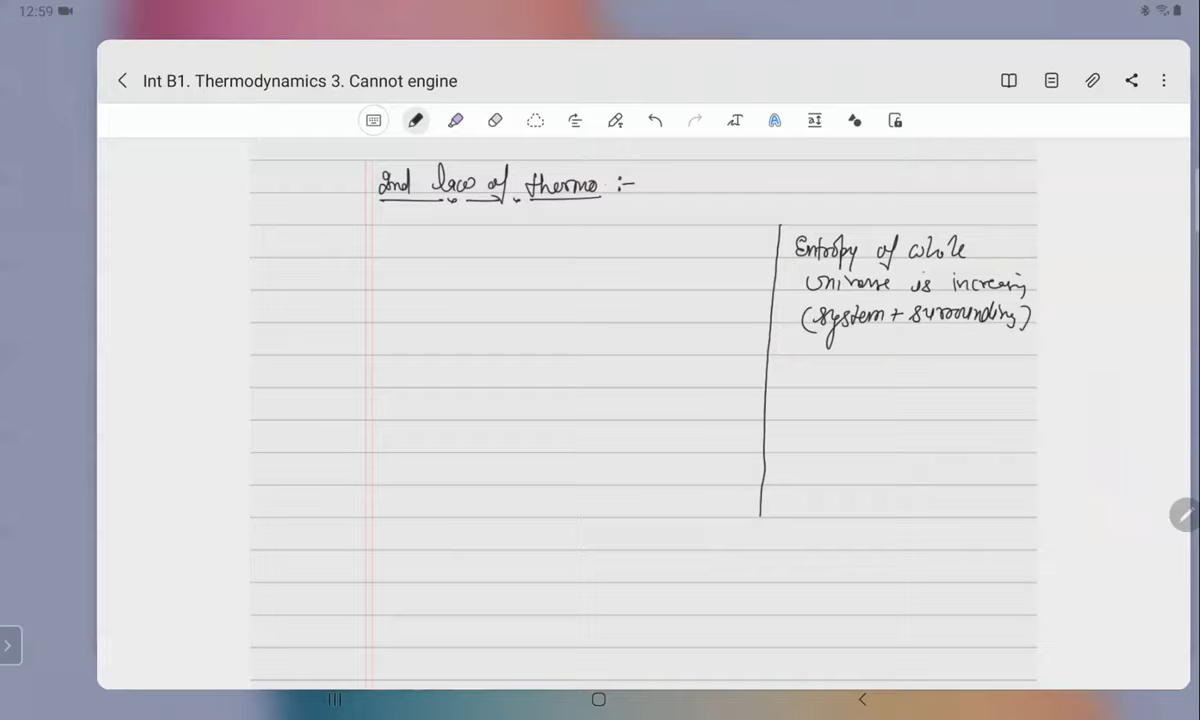 12:59
Int B1. Thermodynamics 3. Cannot engine
2nd law of thermo :-
Entropy of whole
universe is increasing
(system + surrounding)